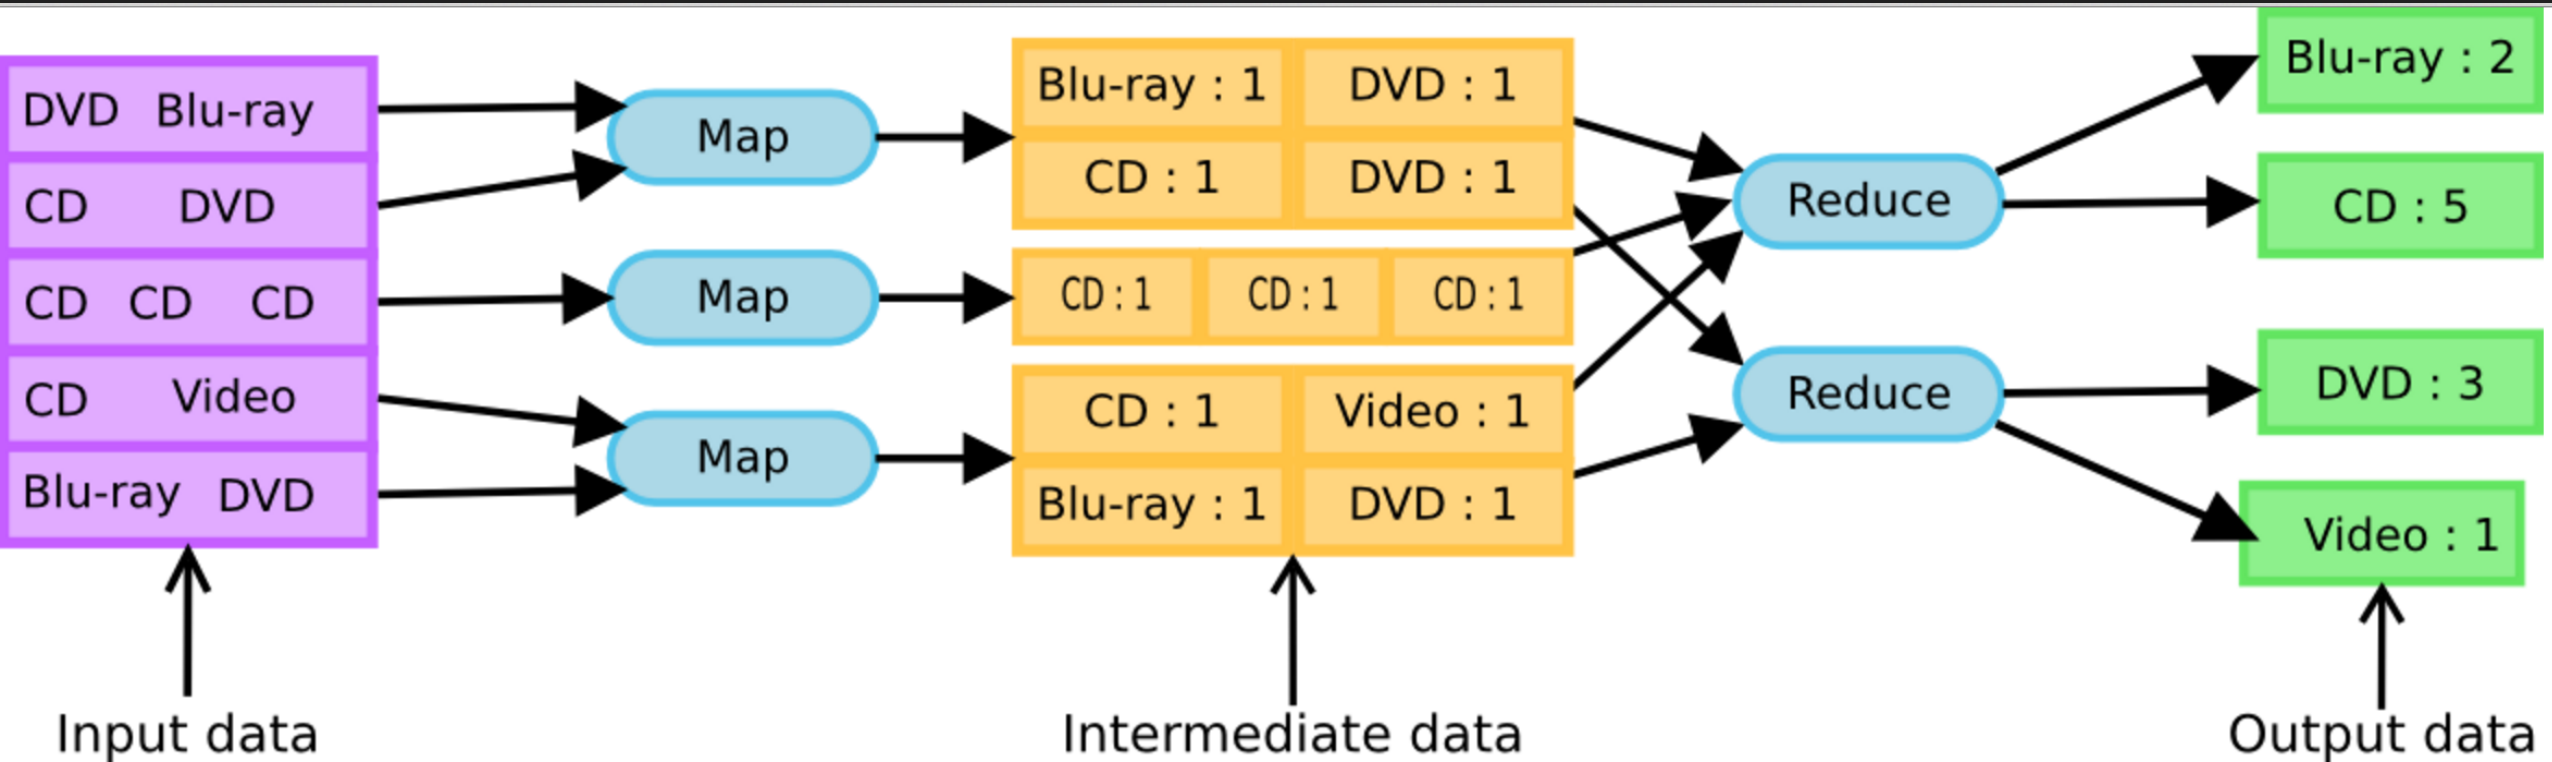 DVD Blu-ray
CD DVD
CD CD CD
CD Video
Blu-ray DVD
Input data
Map
Map
Map
Blu-ray : 1 DVD : 1
CD : 1 DVD : 1
CD : 1 CD : 1 CD : 1
CD : 1 Video : 1
Blu-ray : 1 DVD : 1
Intermediate data
Reduce
Reduce
Blu-ray : 2
CD : 5
DVD : 3
Video : 1
Output data